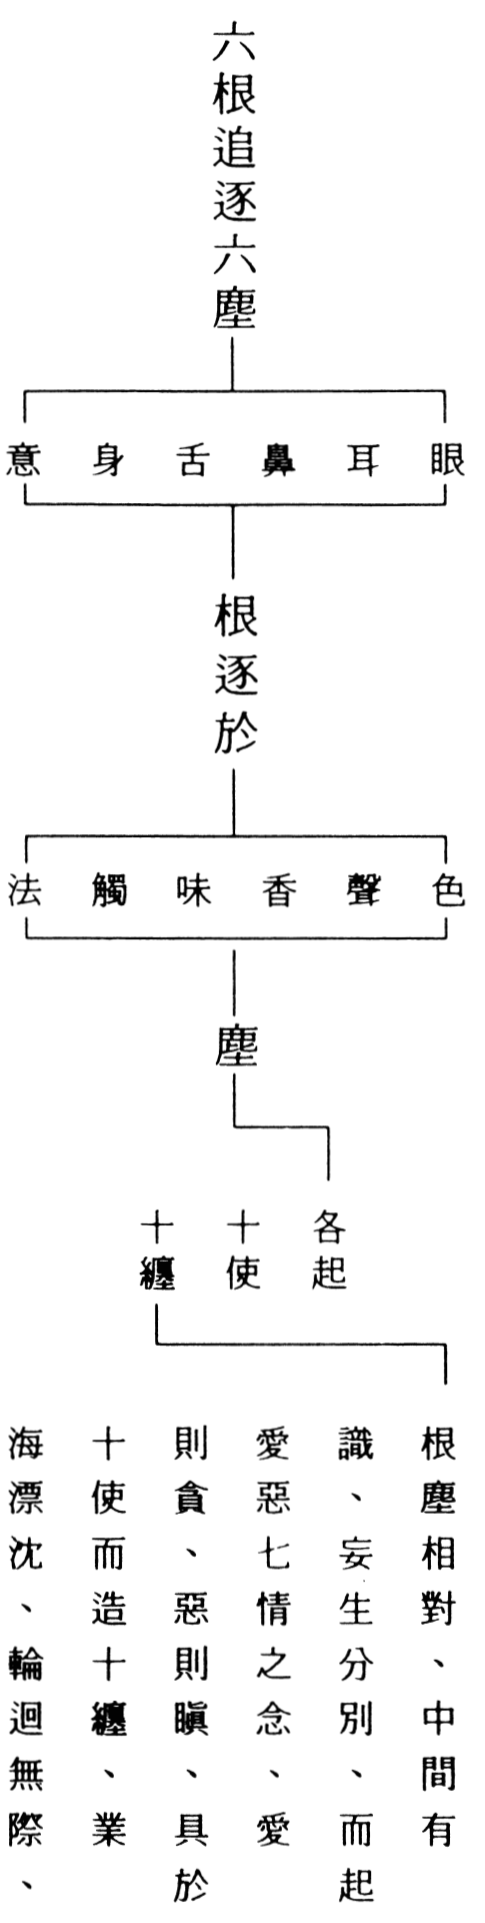 六根追逐六塵
眼 耳 鼻 舌 身 意
根逐於
色 聲 香 味 觸 法
塵
各起
十使
十纏
根塵相對、中間有
識、妄生分別、而起
愛惡七情之念、愛
則貪、惡則瞋、具於
十使而造十纏、業
海漂沈、輪迴無際、